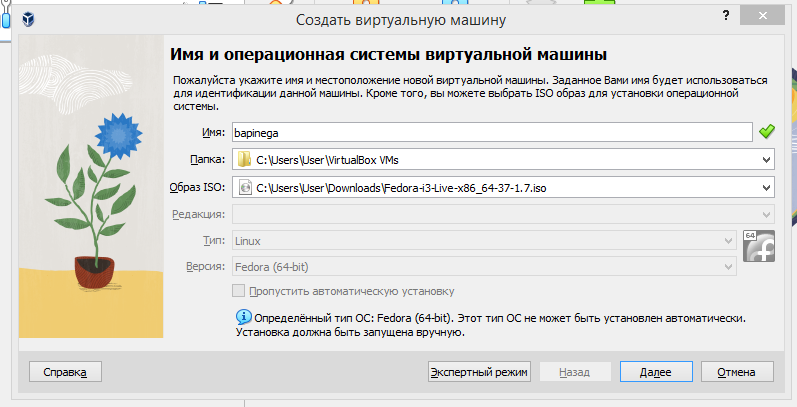 Создать виртуальную машину
?
Имя и операционная системы виртуальной машины
Пожалуйста укажите имя и местоположение новой виртуальной машины. Заданное Вами имя будет использоваться
для идентификации данной машины. Кроме того, вы можете выбрать ISO образ для установки операционной
системы.
Имя: bapinega
Папка: C:\Users\User\VirtualBox VMs
Образ ISO: C:\Users\User\Downloads\Fedora-i3-Live-x86_64-37-1.7.iso
Редакция:
Тип: Linux
64
Версия: Fedora (64-bit)
Пропустить автоматическую установку
Определённый тип ОС: Fedora (64-bit). Этот тип ОС не может быть установлен автоматически.
Установка должна быть запущена вручную.
Справка Экспертный режим Назад Далее Отмена